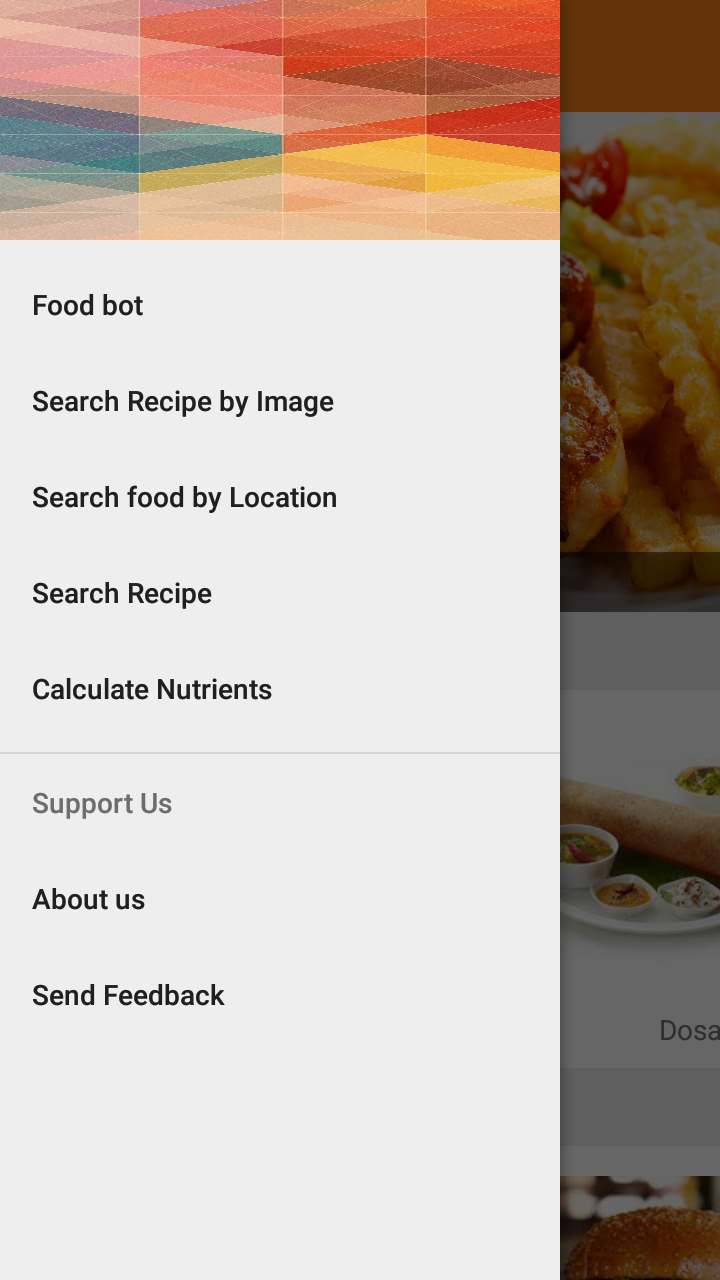 Food bot
Search Recipe by Image
Search food by Location
Search Recipe
Calculate Nutrients
Support Us
About us
Send Feedback
Dosa